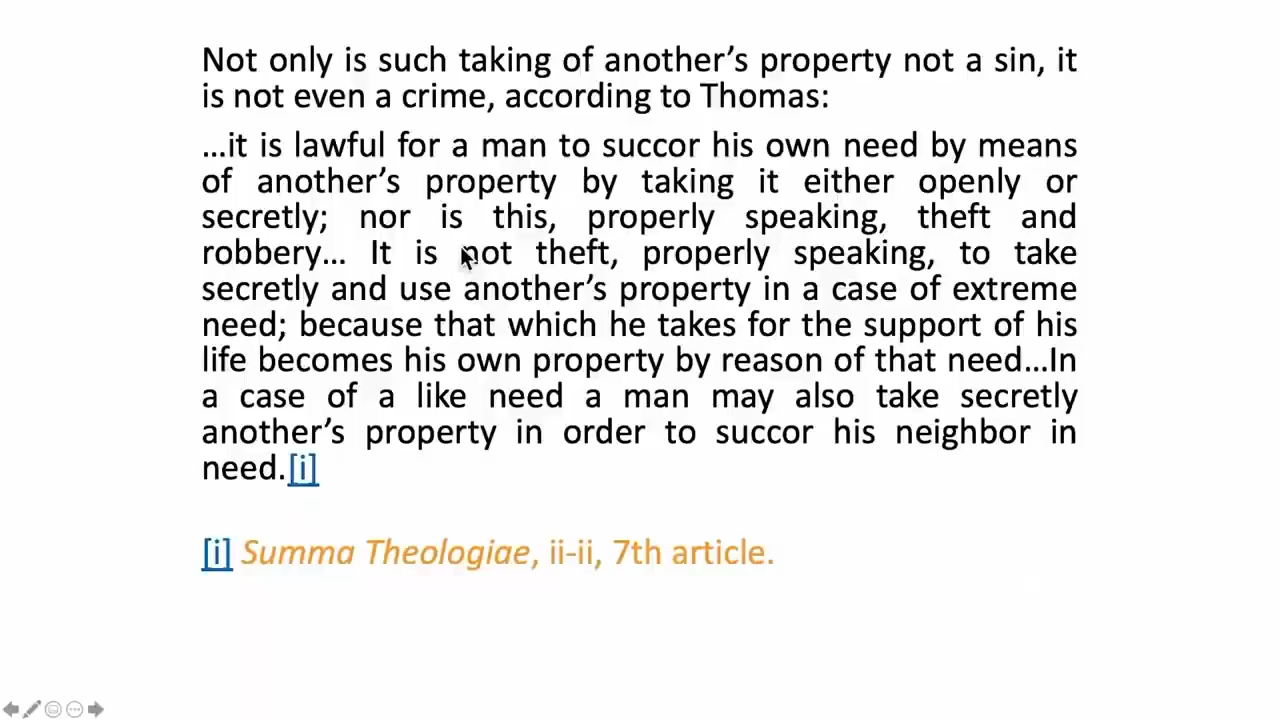 Not only is such taking of another’s property not a sin, it
is not even a crime, according to Thomas:
…it is lawful for a man to succor his own need by means
of another’s property by taking it either openly or
secretly; nor is this, properly speaking, theft and
robbery… It is not theft, properly speaking, to take
secretly and use another’s property in a case of extreme
need; because that which he takes for the support of his
life becomes his own property by reason of that need…In
a case of a like need a man may also take secretly
another’s property in order to succor his neighbor in
need.[i]
[i] Summa Theologiae, ii-ii, 7th article.